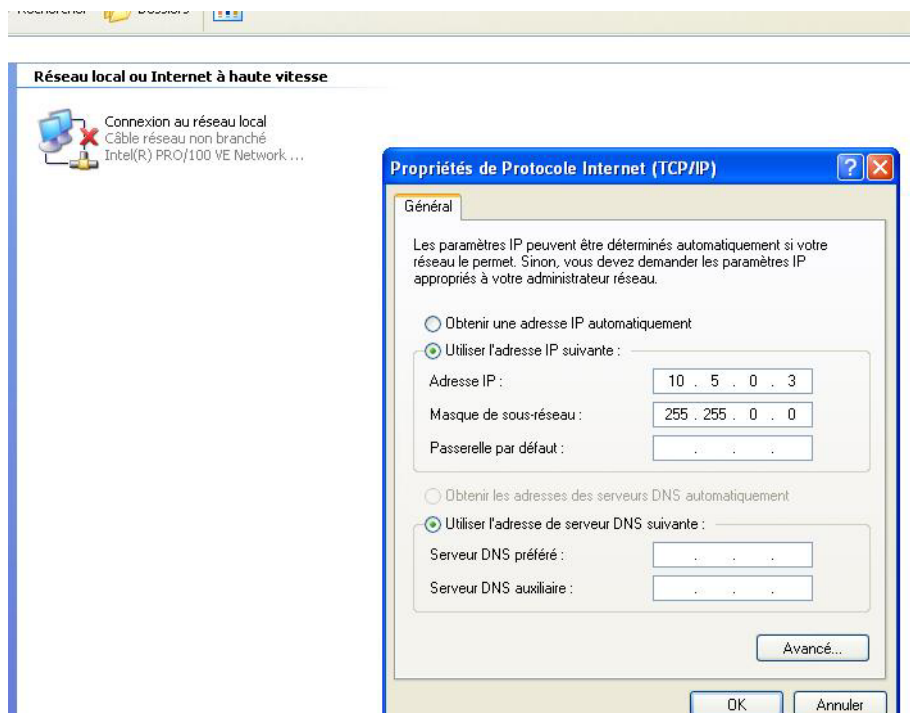 Rechercher Dossiers
Réseau local ou Internet à haute vitesse
Connexion au réseau local
Câble réseau non branché
Intel(R) PRO/100 VE Network ...
Propriétés de Protocole Internet (TCP/IP)
Général
Les paramètres IP peuvent être déterminés automatiquement si votre
réseau le permet. Sinon, vous devez demander les paramètres IP
appropriés à votre administrateur réseau.
Obtenir une adresse IP automatiquement
Utiliser l'adresse IP suivante :
Adresse IP : 10 . 5 . 0 . 3
Masque de sous-réseau : 255 . 255 . 0 . 0
Passerelle par défaut : . . .
Obtenir les adresses des serveurs DNS automatiquement
Utiliser l'adresse de serveur DNS suivante :
Serveur DNS préféré : . . .
Serveur DNS auxiliaire : . . .
Avancé...
OK Annuler